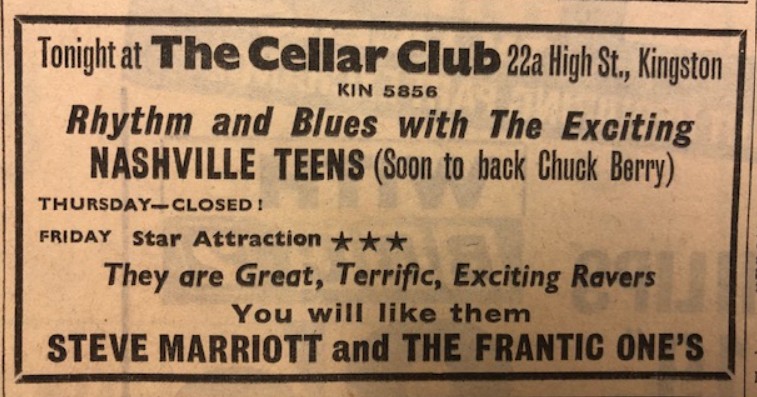 Tonight at The Cellar Club 22a High St., Kingston
KIN 5856
Rhythm and Blues with The Exciting
NASHVILLE TEENS (Soon to back Chuck Berry)
THURSDAY—CLOSED!
FRIDAY Star Attraction ★★★
They are Great, Terrific, Exciting Ravers
You will like them
STEVE MARRIOTT and THE FRANTIC ONE'S